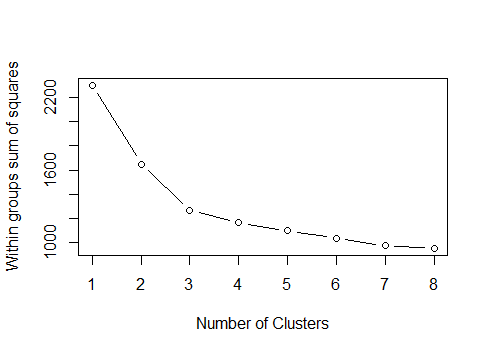 Within groups sum of squares
2200
1600
1000
1 2 3 4 5 6 7 8
Number of Clusters